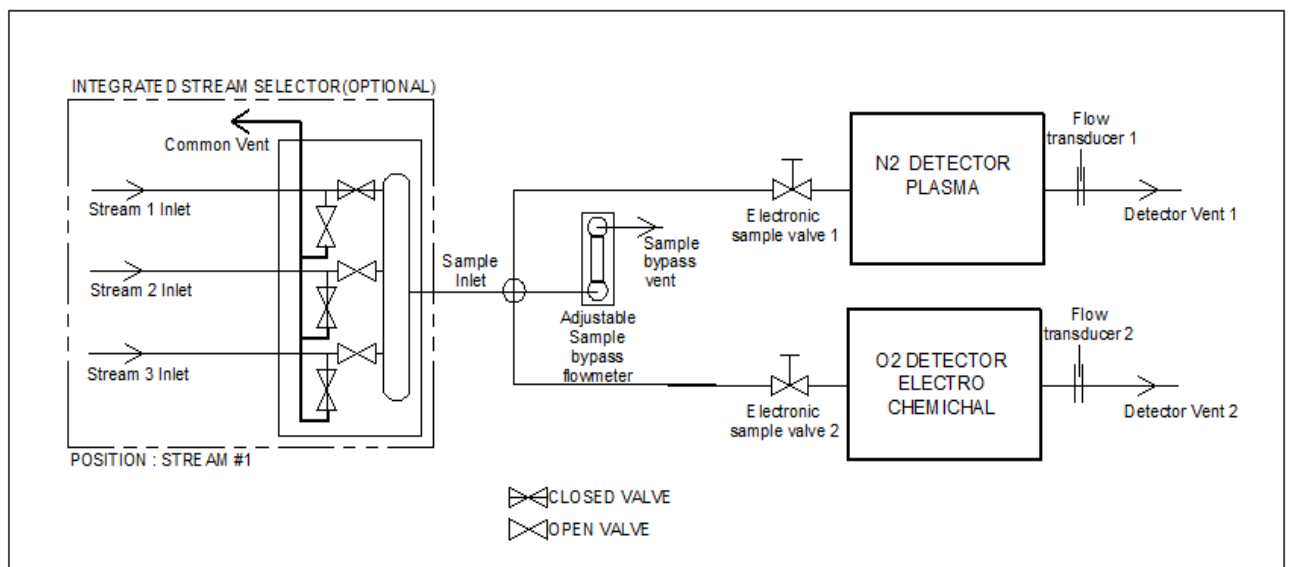 INTEGRATED STREAM SELECTOR(OPTIONAL)
Common Vent
Stream 1 Inlet
Stream 2 Inlet
Stream 3 Inlet
POSITION : STREAM #1
Sample
Inlet
Sample
bypass
vent
Adjustable
Sample
bypass
flowmeter
Electronic
sample valve 1
N2 DETECTOR
PLASMA
Flow
transducer 1
Detector Vent 1
Electronic
sample valve 2
O2 DETECTOR
ELECTRO
CHEMICHAL
Flow
transducer 2
Detector Vent 2
CLOSED VALVE
OPEN VALVE